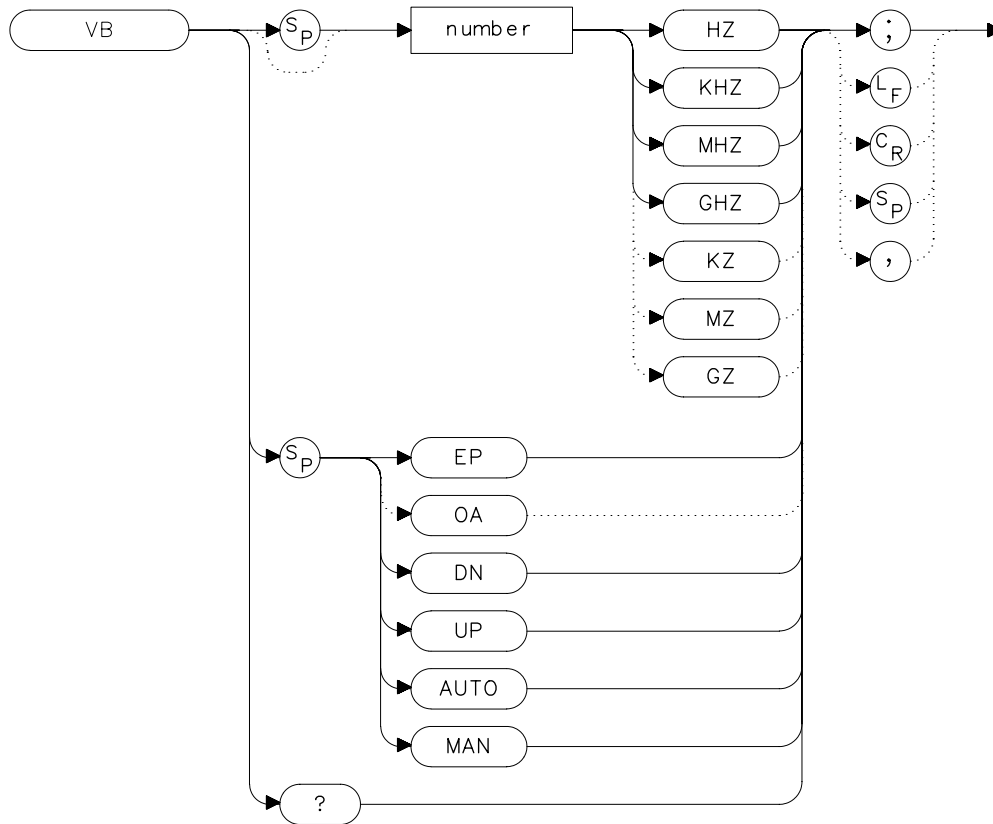 VB
SP
number
HZ
;
KHZ
LF
MHZ
CR
GHZ
SP
KZ
,
MZ
GZ
SP
EP
OA
DN
UP
AUTO
MAN
?